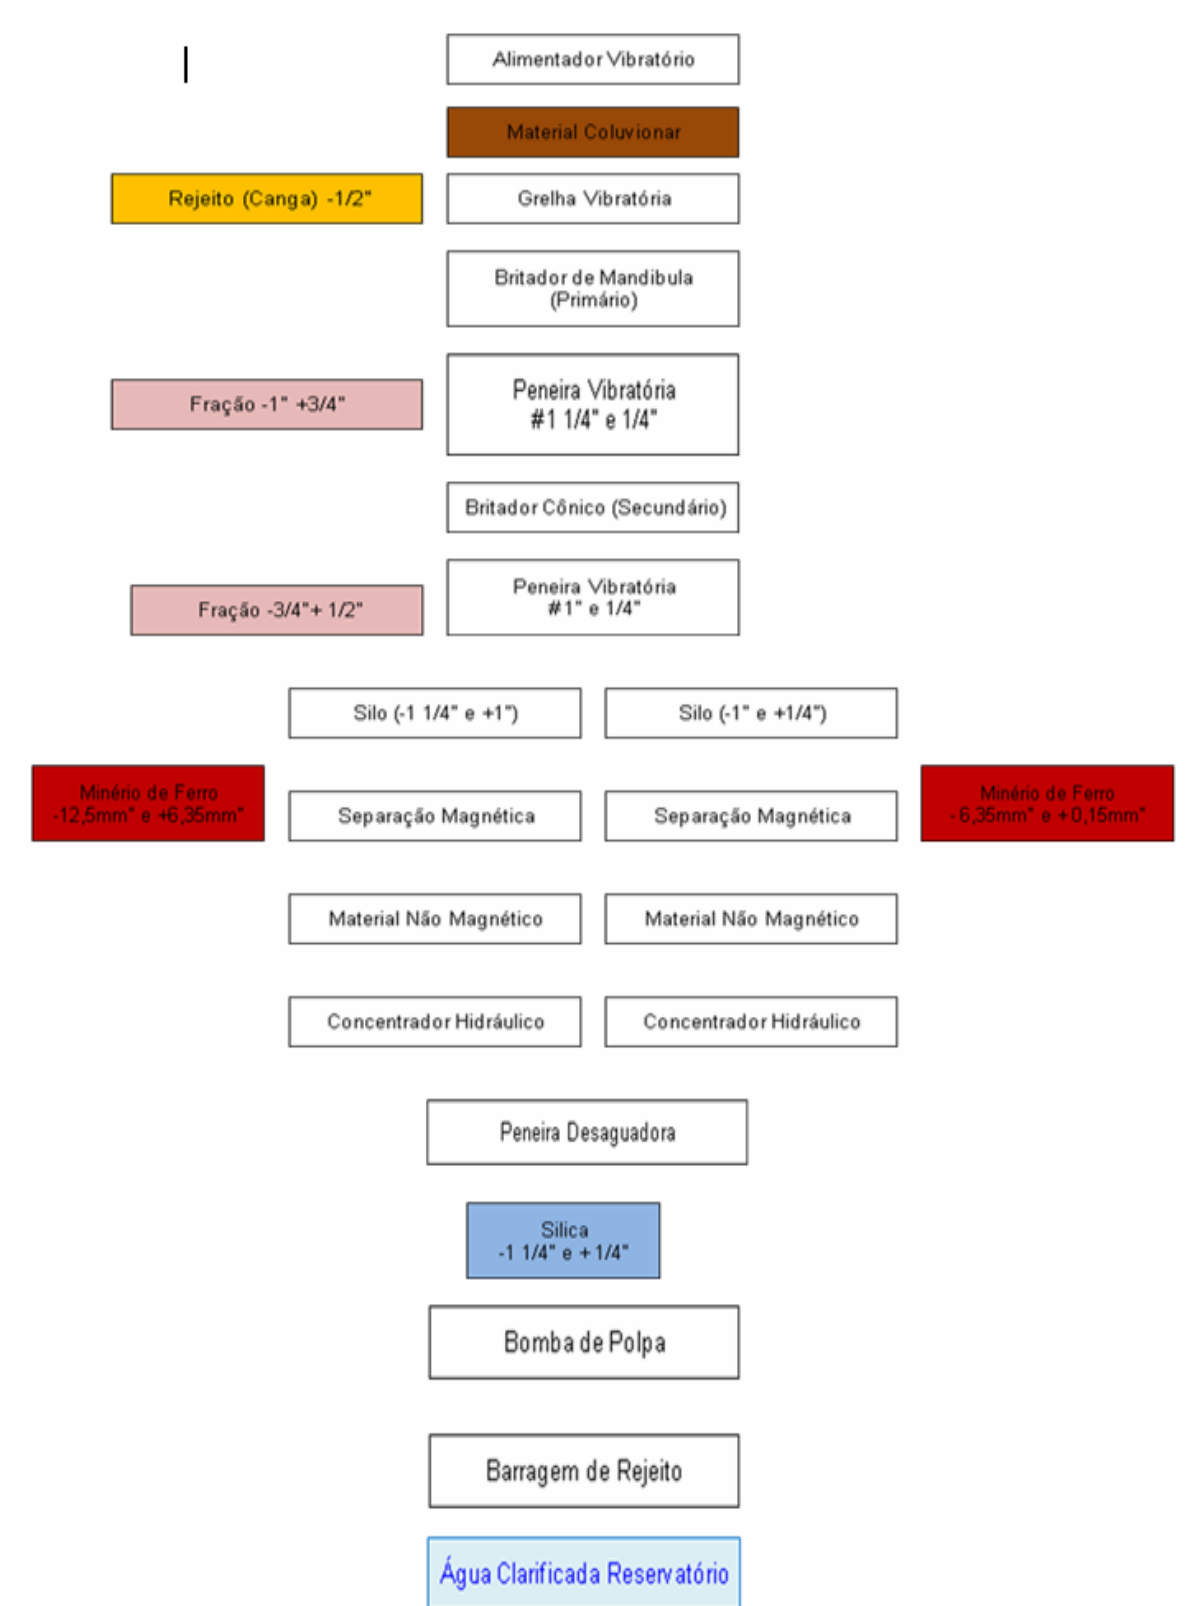 Alimentador Vibratório
Material Coluvionar
Rejeito (Canga) -1/2"
Grelha Vibratória
Britador de Mandibula
(Primário)
Fração -1" +3/4"
Peneira Vibratória
#1 1/4" e 1/4"
Britador Cônico (Secundário)
Fração -3/4"+ 1/2"
Peneira Vibratória
#1" e 1/4"
Silo (-1 1/4" e +1")
Silo (-1" e +1/4")
Minério de Ferro
-12,5mm" e +6,35mm"
Separação Magnética
Separação Magnética
Minério de Ferro
- 6,35mm" e +0,15mm"
Material Não Magnético
Material Não Magnético
Concentrador Hidráulico
Concentrador Hidráulico
Peneira Desaguadora
Silica
-1 1/4" e + 1/4"
Bomba de Polpa
Barragem de Rejeito
Água Clarificada Reservatório